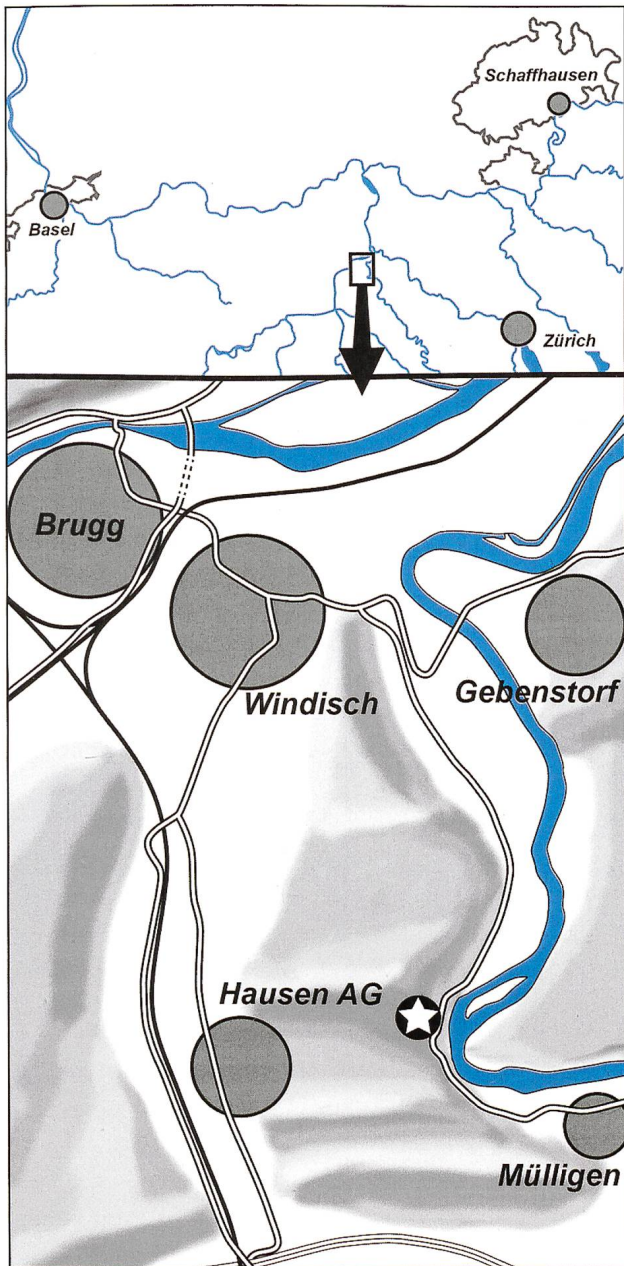 Schaffhausen
Basel
Zürich
Brugg
Windisch
Gebenstorf
Hausen AG
Mülligen